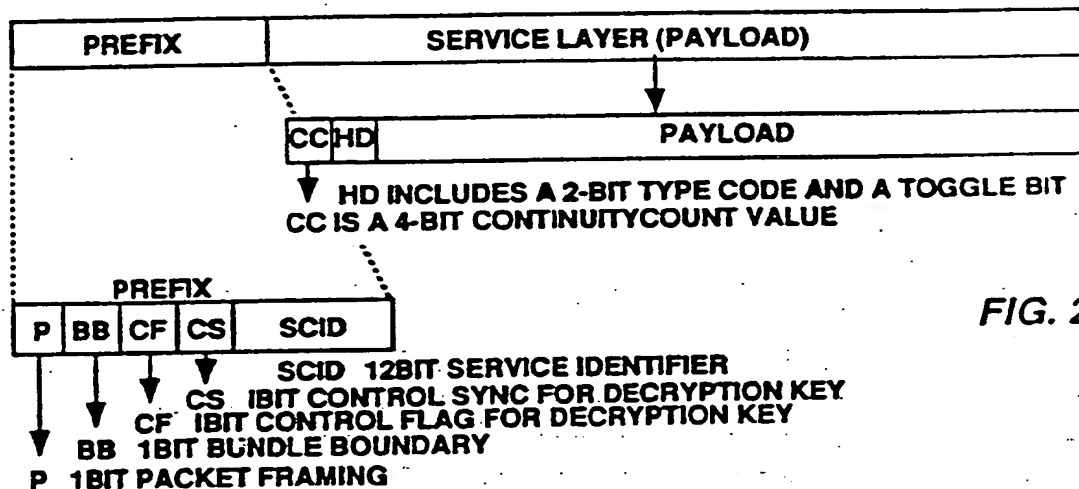 PREFIX SERVICE LAYER (PAYLOAD)
CC HD PAYLOAD
HD INCLUDES A 2-BIT TYPE CODE AND A TOGGLE BIT
CC IS A 4-BIT CONTINUITYCOUNT VALUE
PREFIX
P BB CF CS SCID
FIG. 2
SCID 12BIT SERVICE IDENTIFIER
CS IBIT CONTROL SYNC FOR DECRYPTION KEY
CF IBIT CONTROL FLAG FOR DECRYPTION KEY
BB 1BIT BUNDLE BOUNDARY
P 1BIT PACKET FRAMING